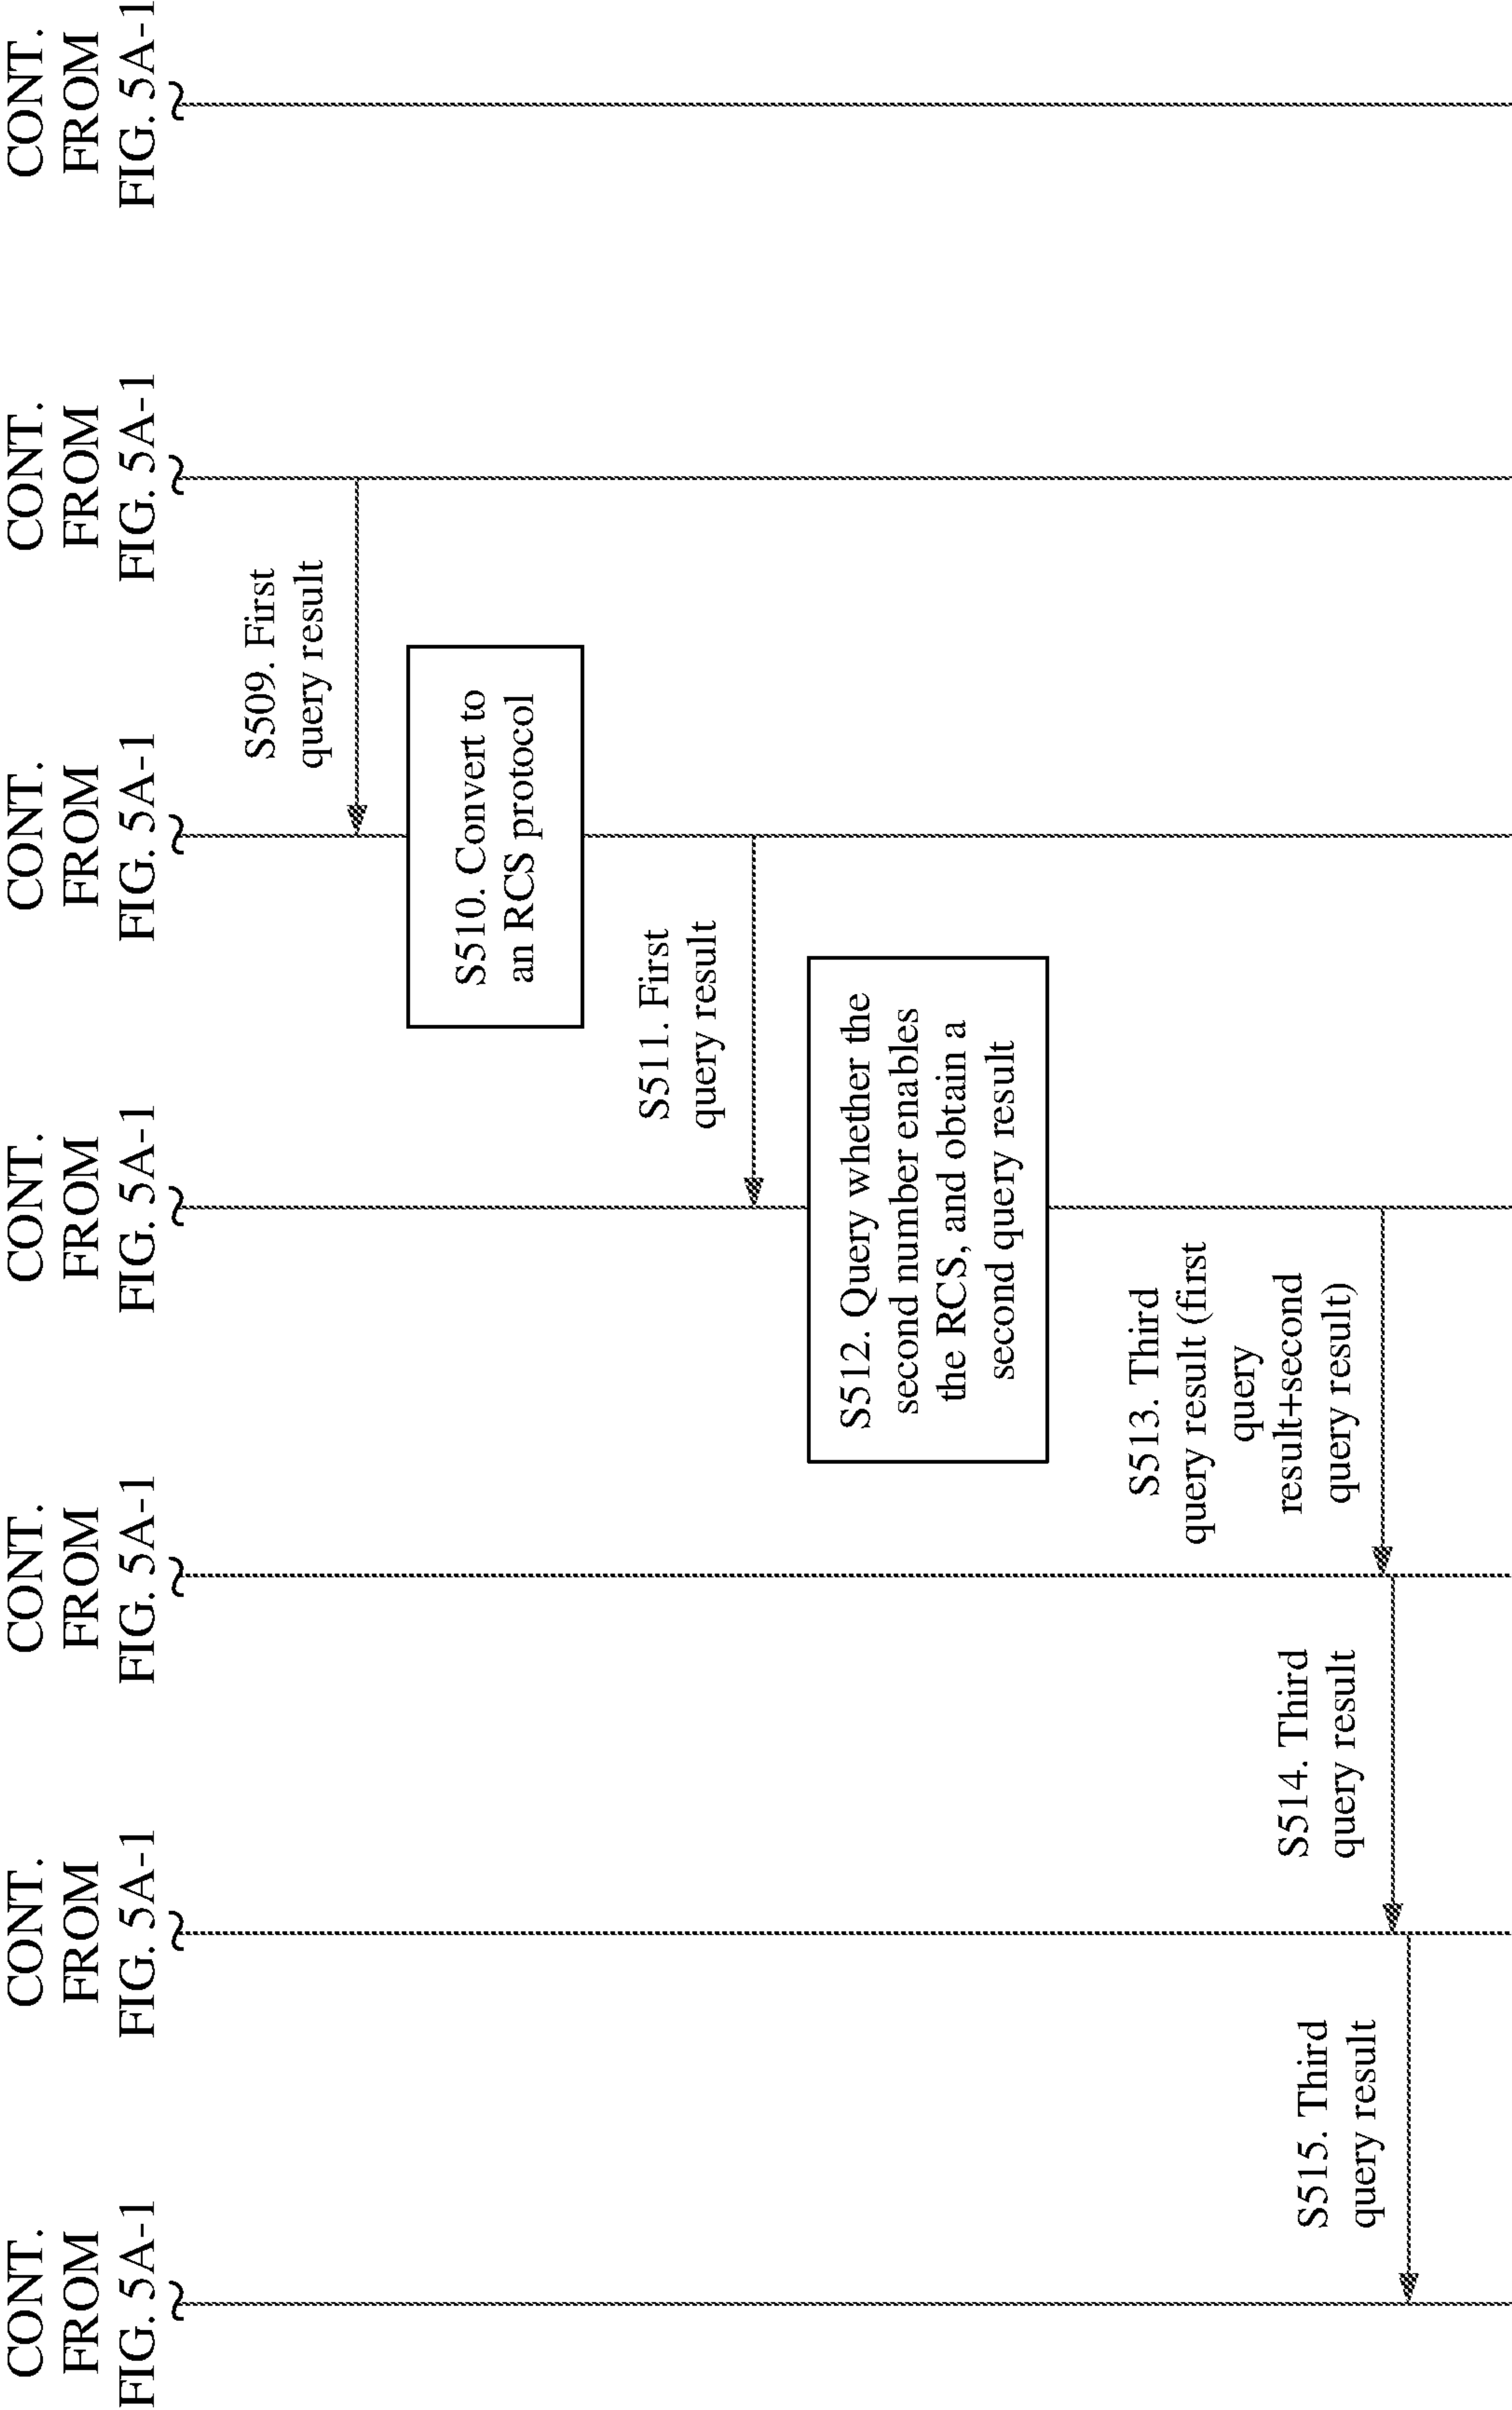 CONT.
FROM
FIG. 5A-1
CONT.
FROM
FIG. 5A-1
CONT.
FROM
FIG. 5A-1
CONT.
FROM
FIG. 5A-1
CONT.
FROM
FIG. 5A-1
CONT.
FROM
FIG. 5A-1
CONT.
FROM
FIG. 5A-1
S509. First
query result
S510. Convert to
an RCS protocol
S511. First
query result
S512. Query whether the
second number enables
the RCS, and obtain a
second query result
S513. Third
query result (first
query
result+second
query result)
S514. Third
query result
S515. Third
query result